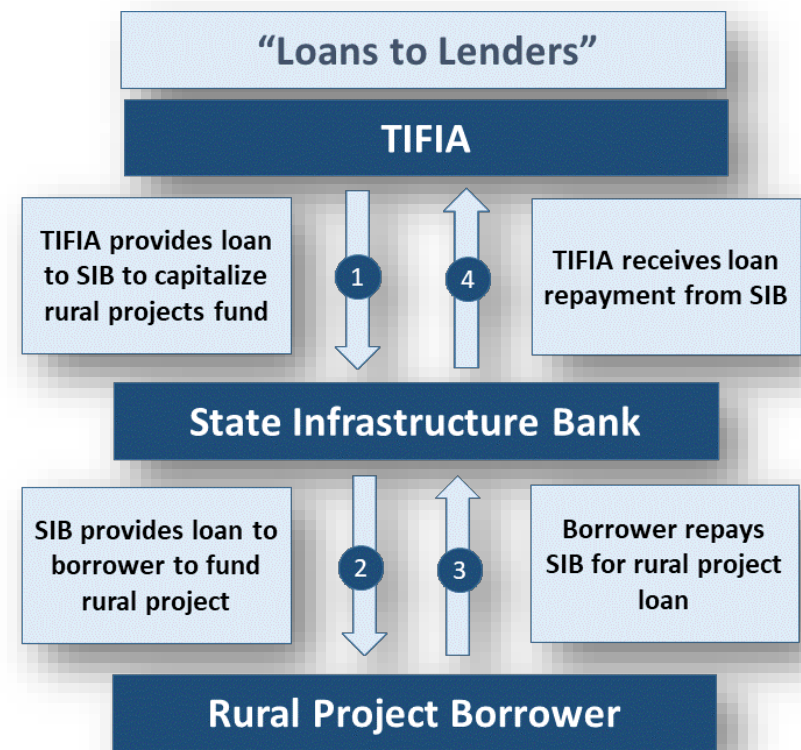 “Loans to Lenders”
TIFIA
TIFIA provides loan
to SIB to capitalize
rural projects fund
1
4
TIFIA receives loan
repayment from SIB
State Infrastructure Bank
SIB provides loan to
borrower to fund
rural project
2
3
Borrower repays
SIB for rural project
loan
Rural Project Borrower